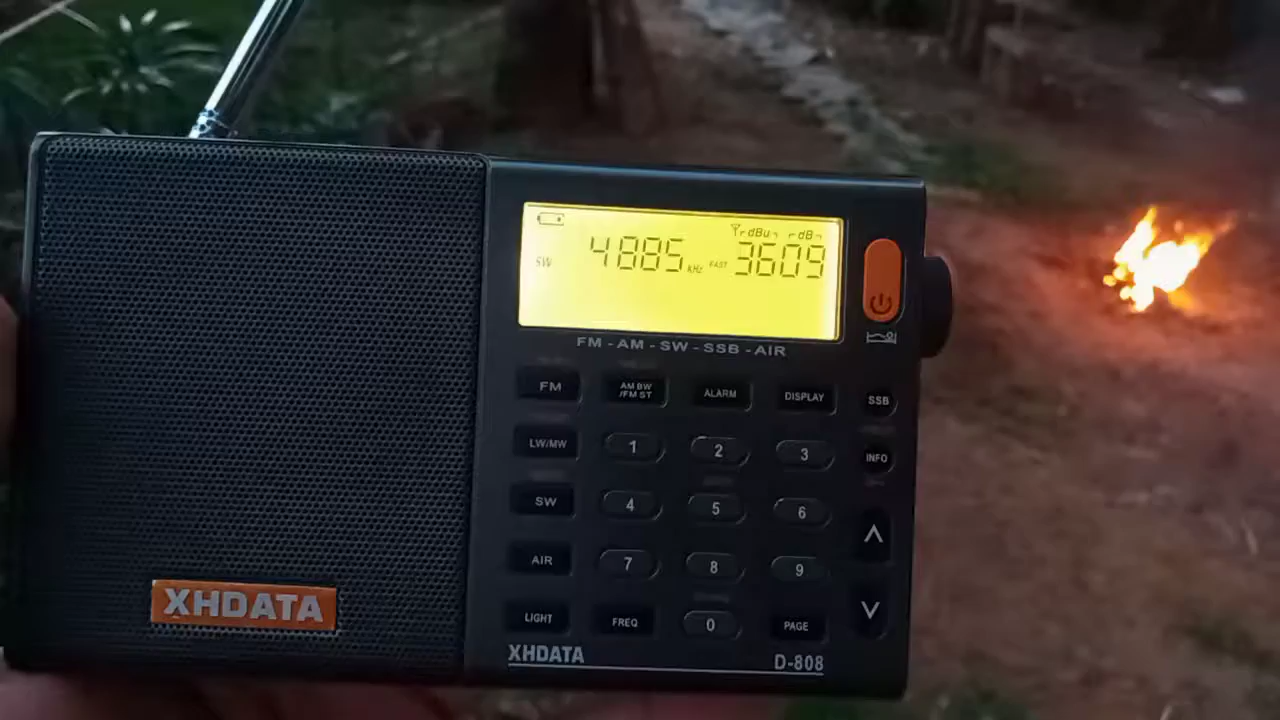 rdBu rdB
SW 4885 KHz FAST 3609
FM - AM - SW - SSB - AIR
FM AM BW /FM ST ALARM DISPLAY SSB
LW/MW 1 2 3 INFO
SW 4 5 6
AIR 7 8 9
LIGHT FREQ 0 PAGE
XHDATA
XHDATA D-808